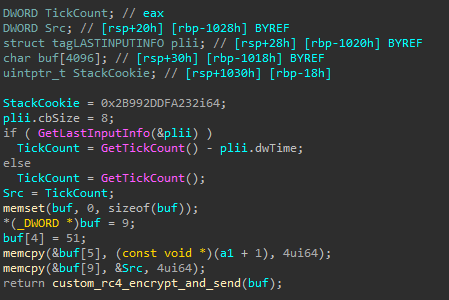 DWORD TickCount; // eax
DWORD Src; // [rsp+20h] [rbp-1028h] BYREF
struct tagLASTINPUTINFO plii; // [rsp+28h] [rbp-1020h] BYREF
char buf[4096]; // [rsp+30h] [rbp-1018h] BYREF
uintptr_t StackCookie; // [rsp+1030h] [rbp-18h]

StackCookie = 0x2B992DDFA232i64;
plii.cbSize = 8;
if ( GetLastInputInfo(&plii) )
  TickCount = GetTickCount() - plii.dwTime;
else
  TickCount = GetTickCount();
Src = TickCount;
memset(buf, 0, sizeof(buf));
*(_DWORD *)buf = 9;
buf[4] = 51;
memcpy(&buf[5], (const void *)(a1 + 1), 4ui64);
memcpy(&buf[9], &Src, 4ui64);
return custom_rc4_encrypt_and_send(buf);